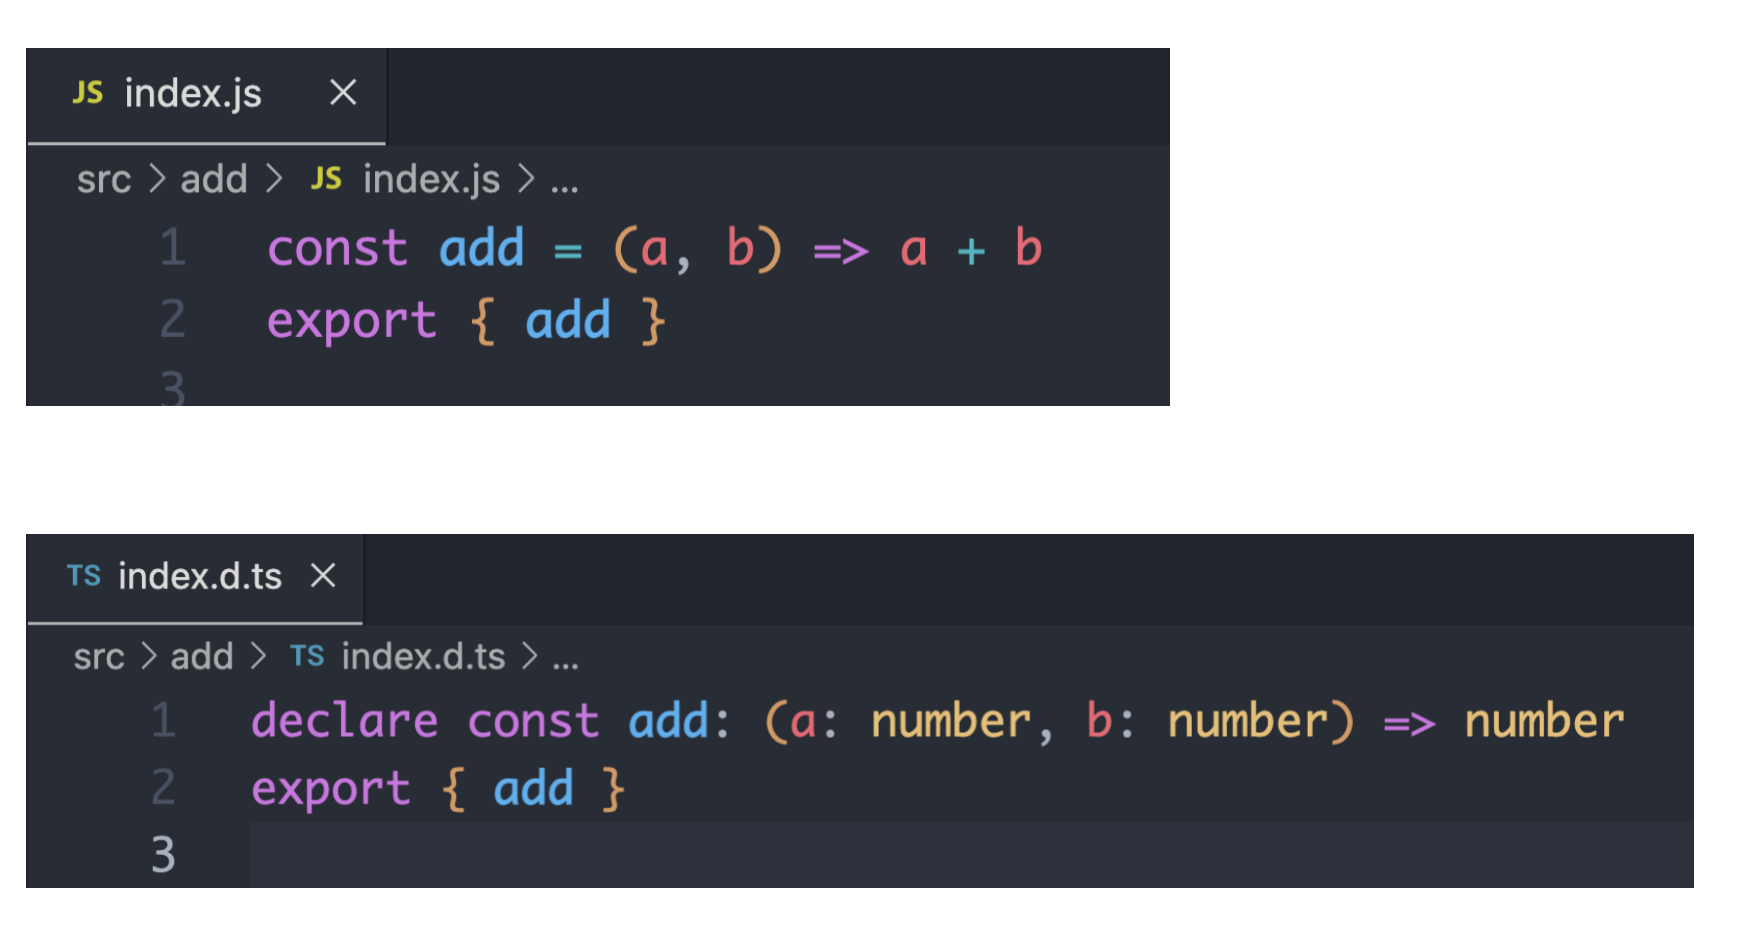 JS index.js ×
src > add > JS index.js > ...
1 const add = (a, b) => a + b
2 export { add }
3
TS index.d.ts ×
src > add > TS index.d.ts > ...
1 declare const add: (a: number, b: number) => number
2 export { add }
3